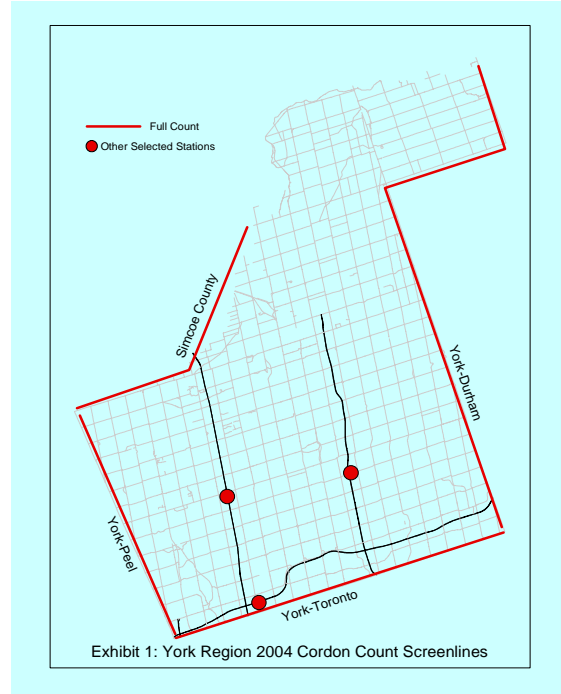 Full Count
Other Selected Stations
Simcoe County
York-Durham
York-Peel
York-Toronto
Exhibit 1: York Region 2004 Cordon Count Screenlines